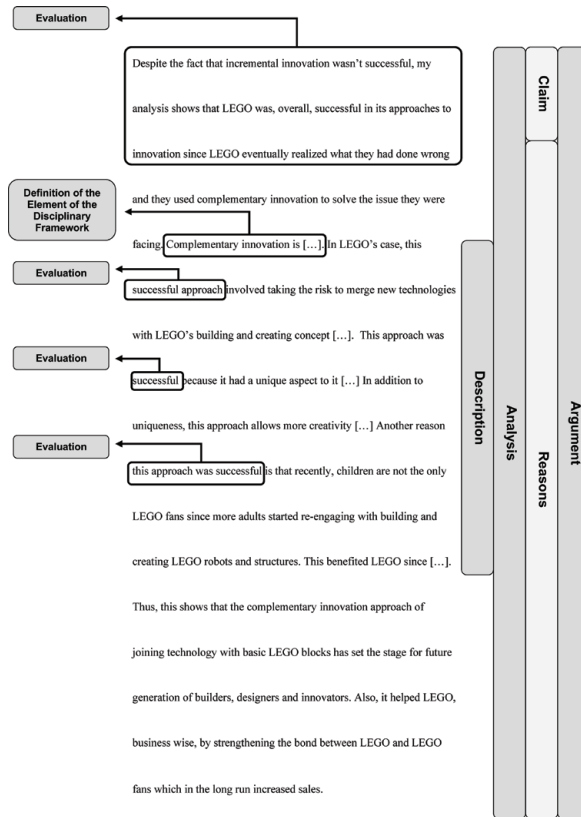 Evaluation
Despite the fact that incremental innovation wasn't successful, my
analysis shows that LEGO was, overall, successful in its approaches to
innovation since LEGO eventually realized what they had done wrong
Definition of the
Element of the
Disciplinary
Framework
and they used complementary innovation to solve the issue they were
facing. Complementary innovation is […]. In LEGO's case, this
Evaluation
successful approach involved taking the risk to merge new technologies
with LEGO's building and creating concept […].  This approach was
Evaluation
successful because it had a unique aspect to it […] In addition to
uniqueness, this approach allows more creativity […] Another reason
Evaluation
this approach was successful is that recently, children are not the only
LEGO fans since more adults started re-engaging with building and
creating LEGO robots and structures. This benefited LEGO since […].
Thus, this shows that the complementary innovation approach of
joining technology with basic LEGO blocks has set the stage for future
generation of builders, designers and innovators. Also, it helped LEGO,
business wise, by strengthening the bond between LEGO and LEGO
fans which in the long run increased sales.
Description
Analysis
Claim
Reasons
Argument